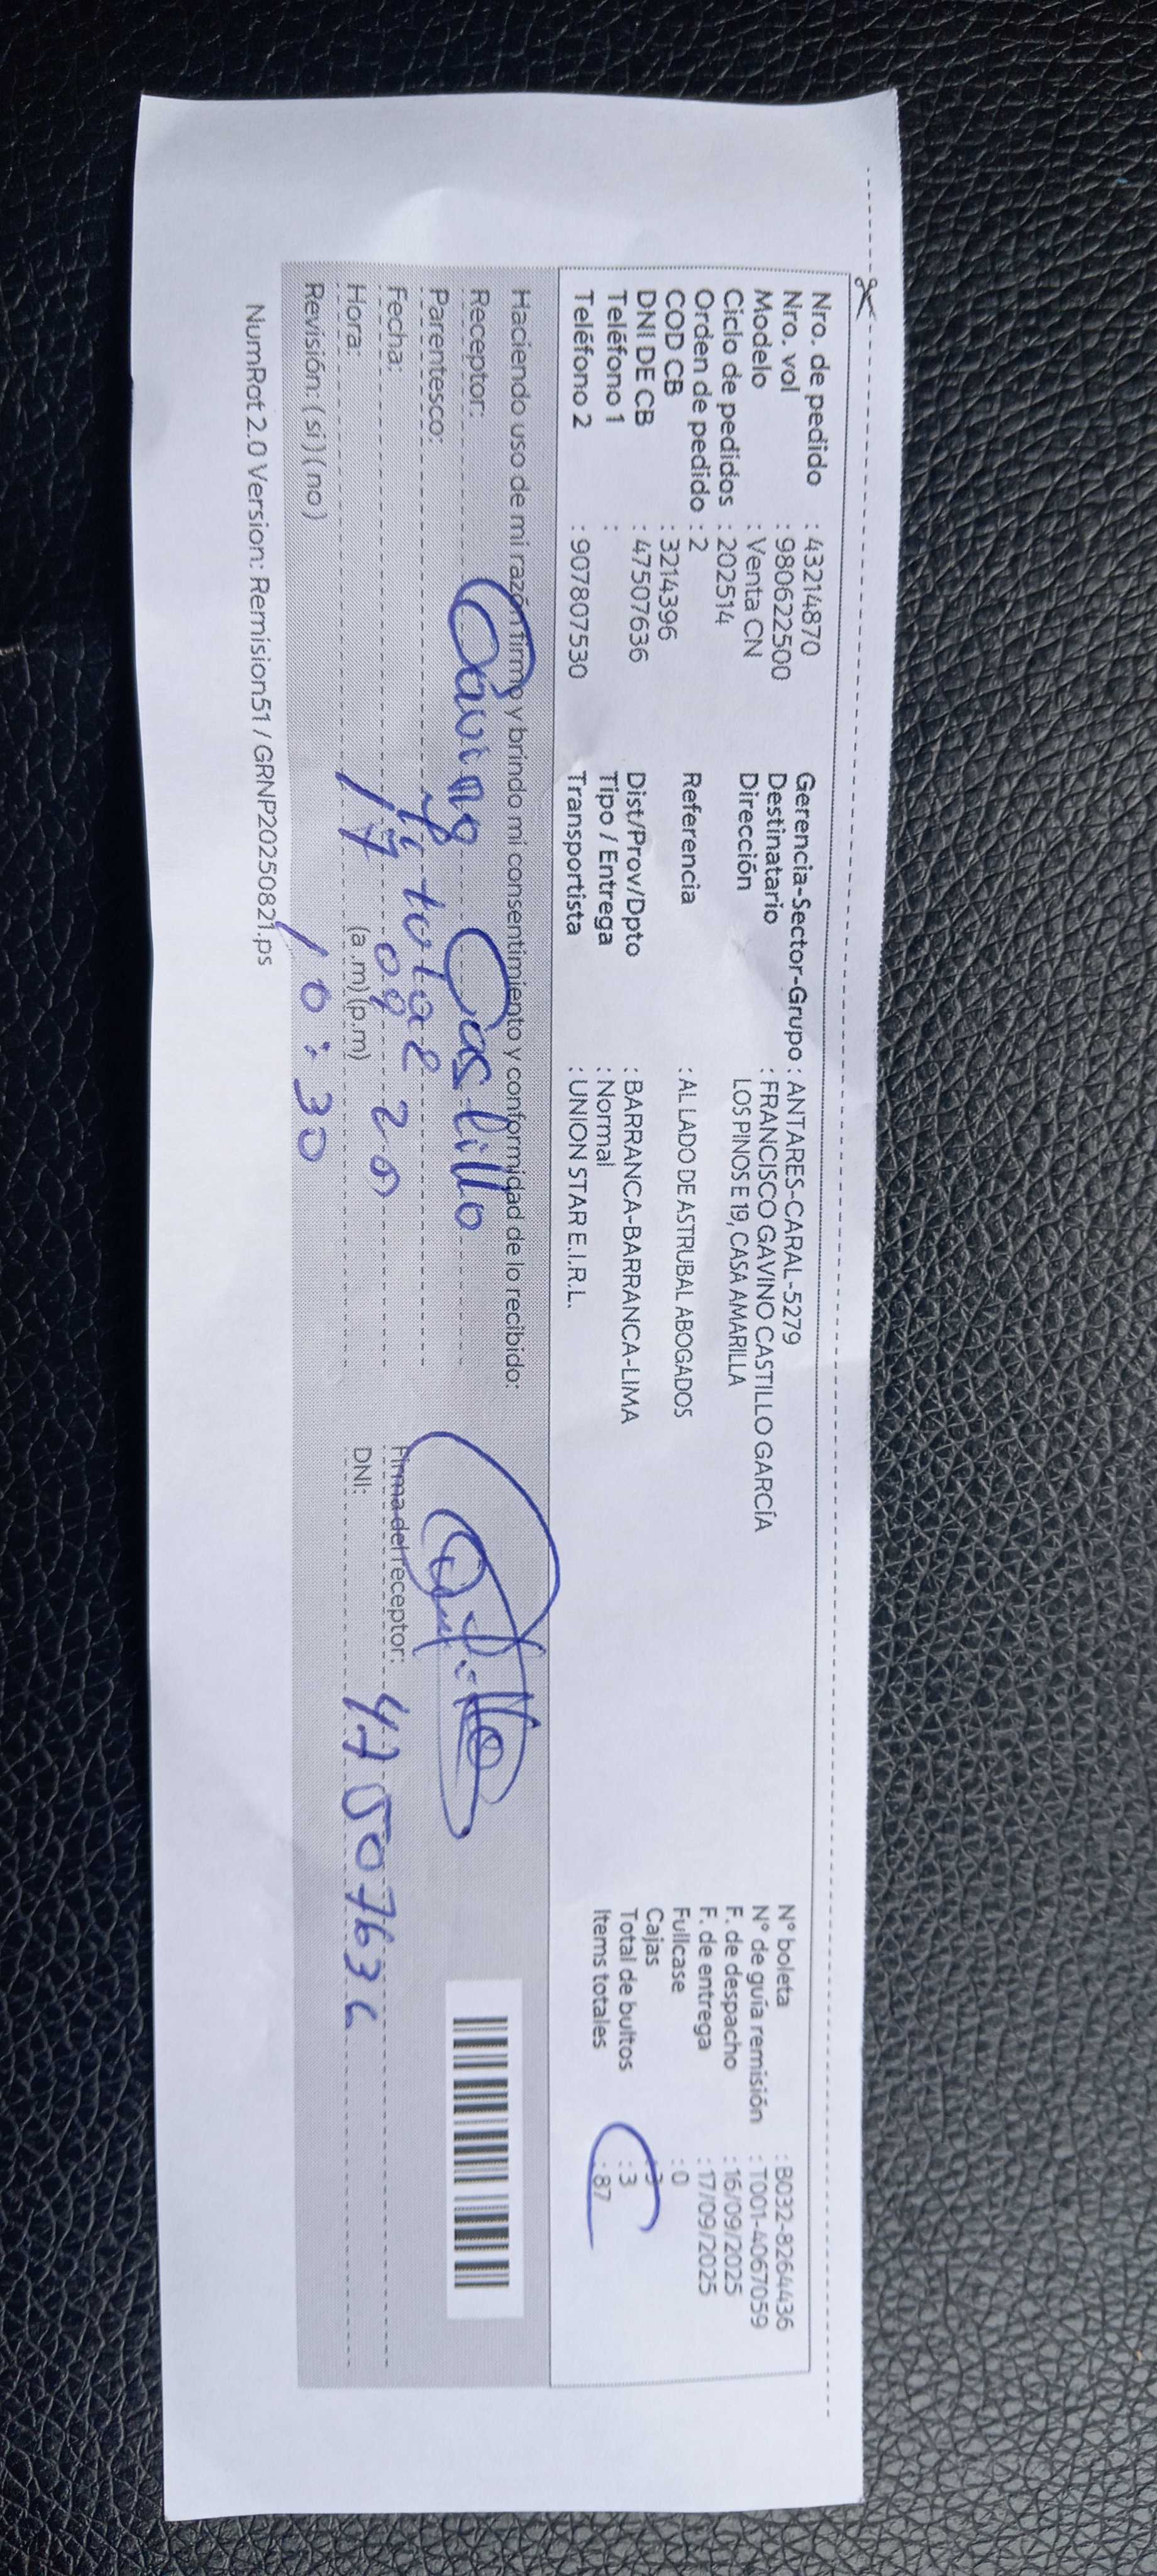 Nro. de pedido : 43214870
Nro. vol : 980622500
Modelo : Venta CN
Ciclo de pedidos : 202514
Orden de pedido : 2
COD CB : 3214396
DNI DE CB : 47507636
Teléfono 1 :
Teléfono 2 : 907807530
Gerencia-Sector-Grupo : ANTARES-CARAL-5279
Destinatario : FRANCISCO GAVINO CASTILLO GARCÍA
Dirección LOS PINOS E 19, CASA AMARILLA
Referencia : AL LADO DE ASTRUBAL ABOGADOS
Dist/Prov/Dpto : BARRANCA-BARRANCA-LIMA
Tipo / Entrega : Normal
Transportista : UNION STAR E.I.R.L.
N° boleta : B032-8264436
N° de guía remisión : T001-4067059
F. de despacho : 16/09/2025
F. de entrega : 17/09/2025
Fullcase : 0
Cajas : 3
Total de bultos : 3
Items totales : 87
Haciendo uso de mi razón firmo y brindo mi consentimiento y conformidad de lo recibido:
Receptor: Gavino Castillo
Parentesco: Titular
Fecha: 17 09 25
Hora: (a.m)(p.m) 10:30
Revisión: (si) (no)
Firma del receptor: Castillo
DNI: 47507636
NumRot 2.0 Version: Remision51 / GRNP20250821.ps